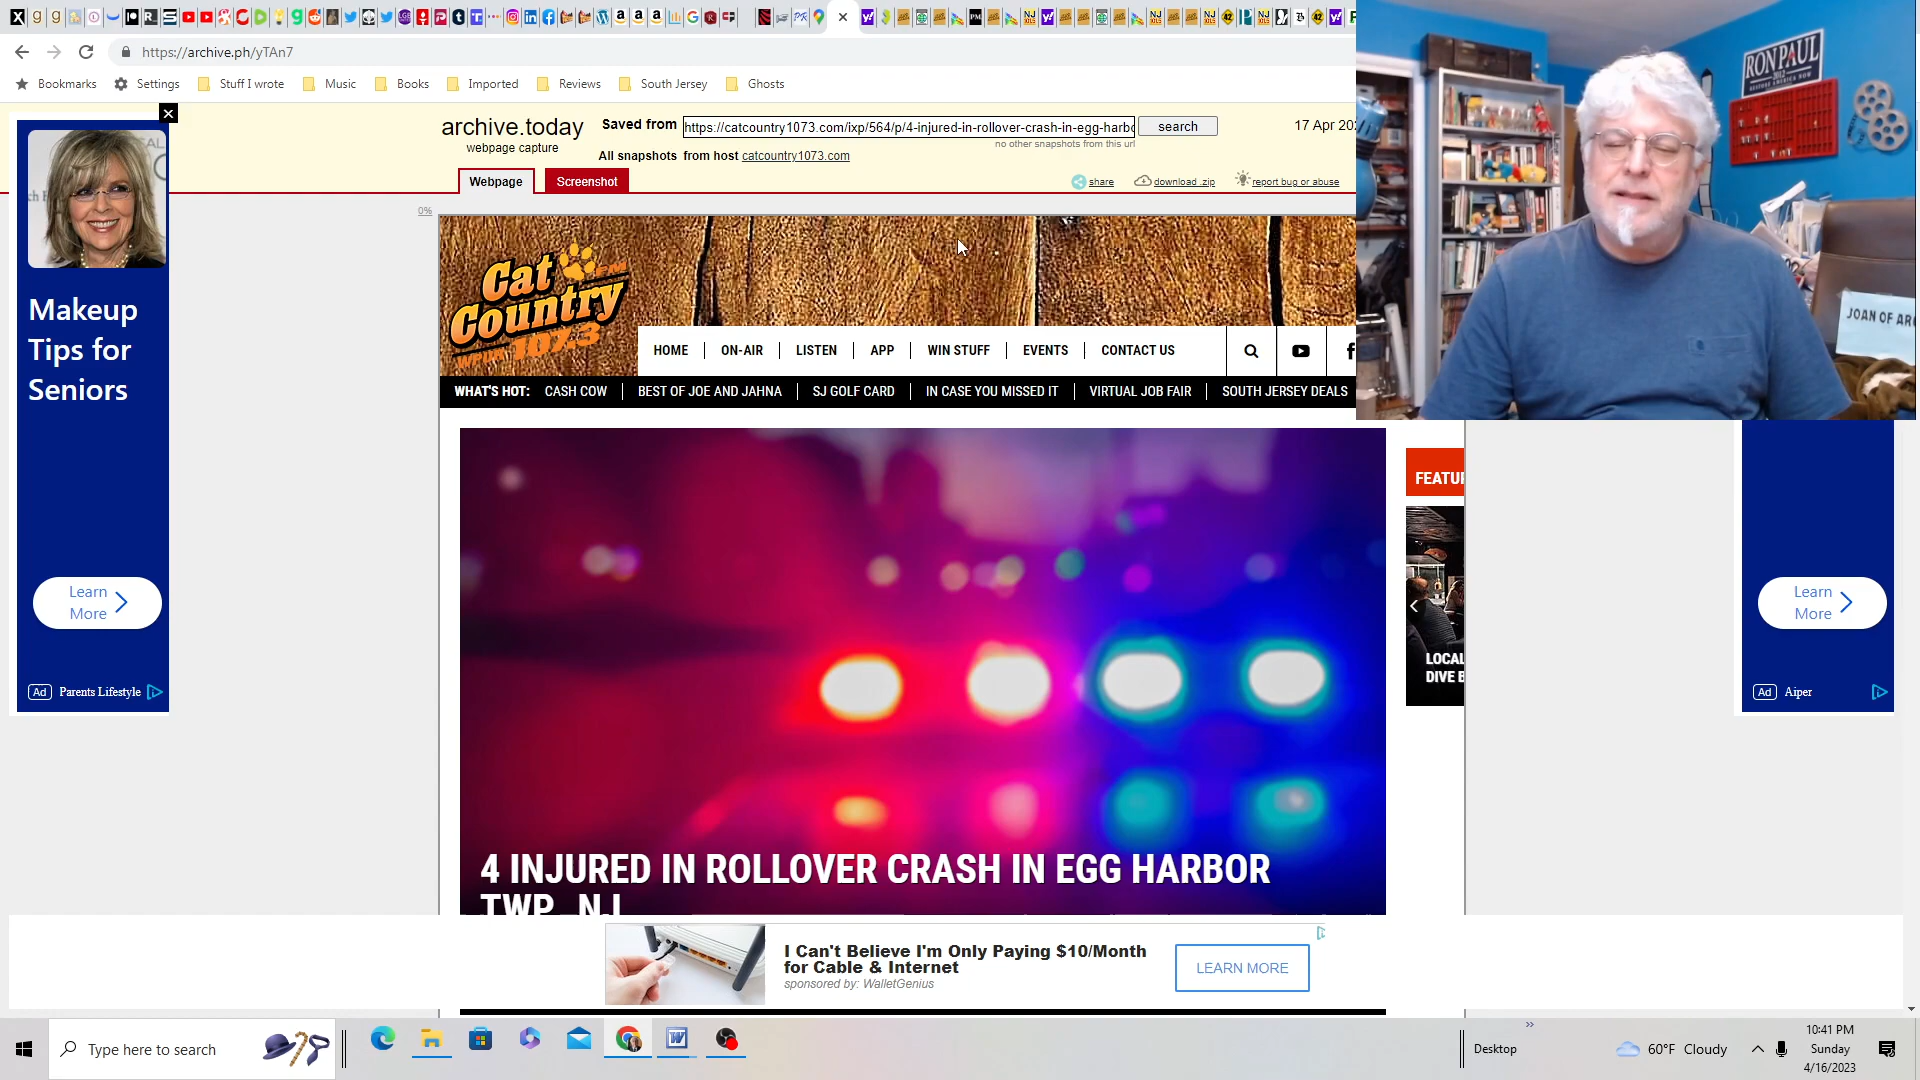 https://archive.ph/yTAn7
Bookmarks
Settings
Stuff I wrote
Music
Books
Imported
Reviews
South Jersey
Ghosts
archive.today
webpage capture
Saved from
https://catcountry1073.com/ixp/564/p/4-injured-in-rollover-crash-in-egg-harbo
search
17 Apr 202
no other snapshots from this url
All snapshots from host catcountry1073.com
Webpage
Screenshot
share
download .zip
report bug or abuse
0%
Makeup
Tips for
Seniors
Learn
More
Ad Parents Lifestyle
Cat
Country
107.3
HOME
ON-AIR
LISTEN
APP
WIN STUFF
EVENTS
CONTACT US
WHAT'S HOT:
CASH COW
BEST OF JOE AND JAHNA
SJ GOLF CARD
IN CASE YOU MISSED IT
VIRTUAL JOB FAIR
SOUTH JERSEY DEALS
RON PAUL
2012
JOAN OF AR
FEATU
LOCAL
DIVE B
Learn
More
Ad Aiper
4 INJURED IN ROLLOVER CRASH IN EGG HARBOR
TWP., NJ
I Can't Believe I'm Only Paying $10/Month
for Cable & Internet
sponsored by: WalletGenius
LEARN MORE
Type here to search
Desktop
60°F Cloudy
10:41 PM
Sunday
4/16/2023